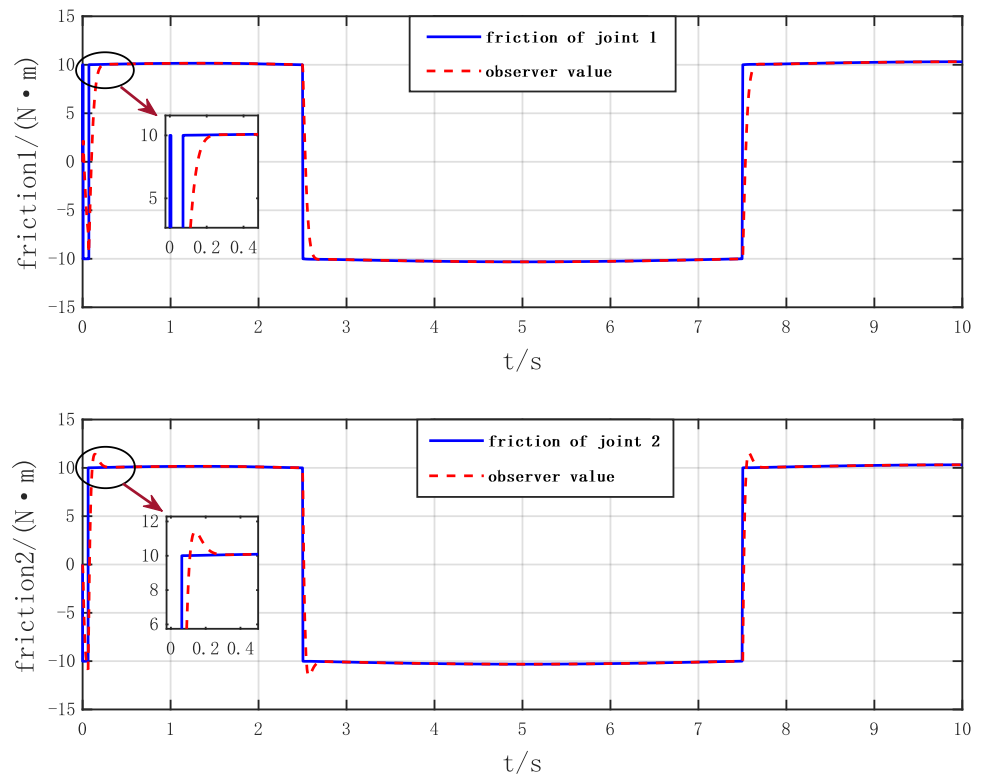 15
10
5
0
-5
-10
-15
friction1/(N·m)
friction of joint 1
observer value
10
5
0 0.2 0.4
0 1 2 3 4 5 6 7 8 9 10
t/s
15
10
5
0
-5
-10
-15
friction2/(N·m)
friction of joint 2
observer value
12
10
8
6
0 0.2 0.4
0 1 2 3 4 5 6 7 8 9 10
t/s